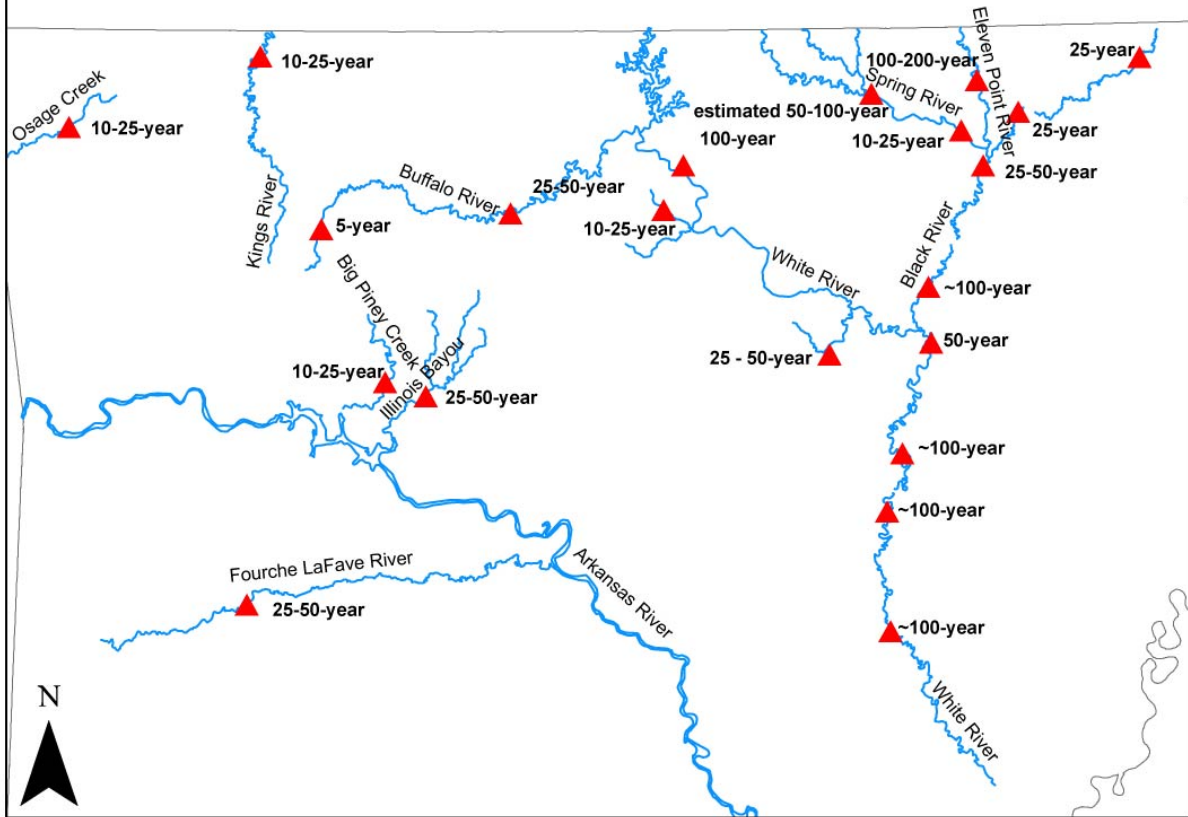 Eleven Point River
25-year
10-25-year
100-200-year
Osage Creek
Spring River
estimated 50-100-year
10-25-year
25-year
100-year
10-25-year
25-50-year
Buffalo River
25-50-year
Kings River
5-year
10-25-year
Black River
White River
Big Piney Creek
~100-year
50-year
25 - 50-year
10-25-year
Illinois Bayou
25-50-year
~100-year
~100-year
Fourche LaFave River
Arkansas River
25-50-year
~100-year
White River
N